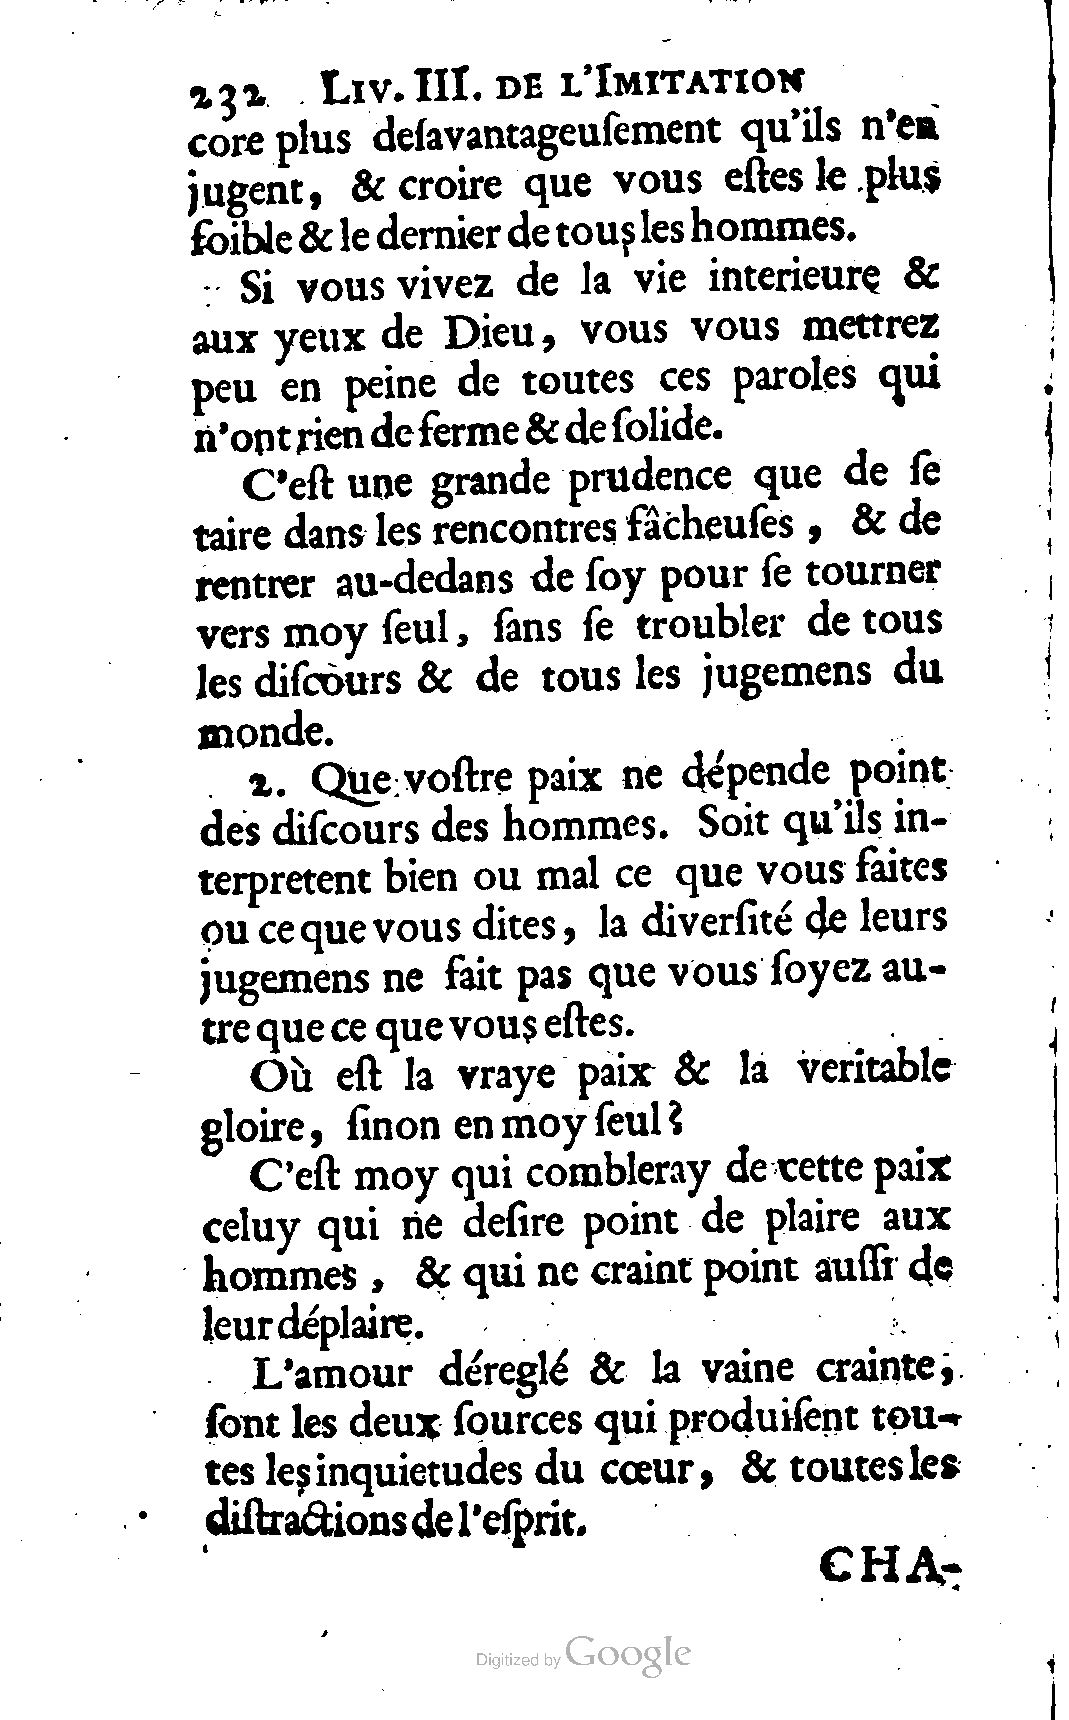 232 LIV. III. DE L'IMITATION
core plus deſavantageuſement qu'ils n'en
jugent, & croire que vous eſtes le plus
foible & le dernier de tous les hommes.
Si vous vivez de la vie interieure &
aux yeux de Dieu, vous vous mettrez
peu en peine de toutes ces paroles qui
n'ont rien de ferme & de ſolide.
C'eſt une grande prudence que de ſe
taire dans les rencontres fâcheuſes, & de
rentrer au-dedans de ſoy pour ſe tourner
vers moy ſeul, ſans ſe troubler de tous
les diſcours & de tous les jugemens du
monde.
2. Que voſtre paix ne dépende point
des diſcours des hommes. Soit qu'ils in-
terpretent bien ou mal ce que vous faites
ou ce que vous dites, la diverſité de leurs
jugemens ne fait pas que vous ſoyez au-
tre que ce que vous eſtes.
Où eſt la vraye paix & la veritable
gloire, ſinon en moy ſeul?
C'eſt moy qui combleray de cette paix
celuy qui ne deſire point de plaire aux
hommes, & qui ne craint point auſſi de
leur déplaire.
L'amour déreglé & la vaine crainte,
ſont les deux ſources qui produiſent tou-
tes les inquietudes du cœur, & toutes les
diſtractions de l'eſprit.
CHA-
Digitized by Google